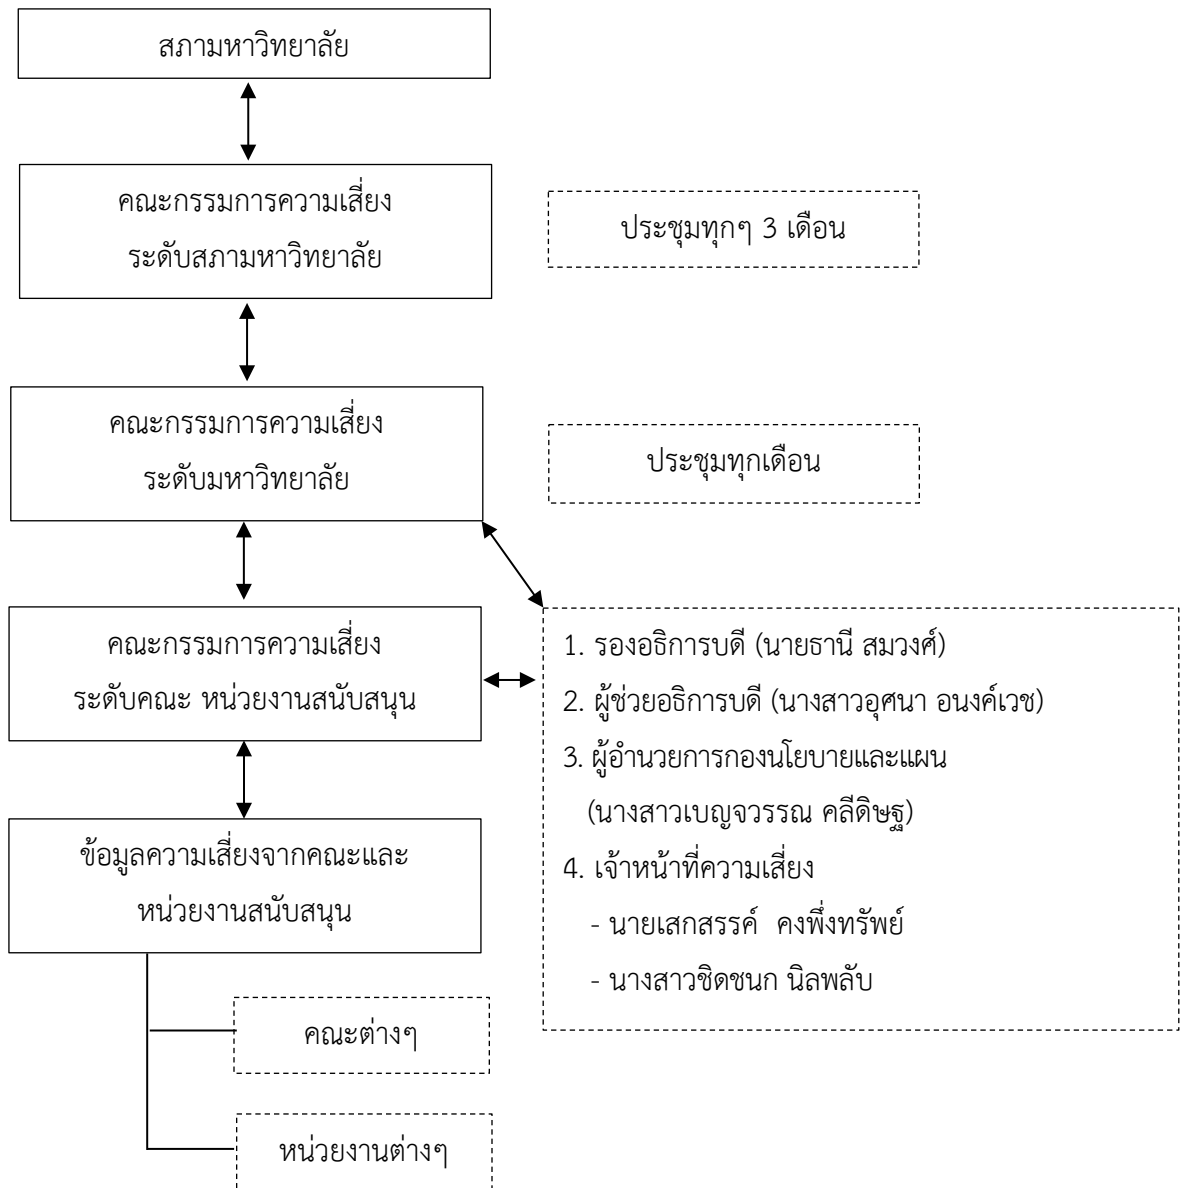 สภามหาวิทยาลัย
คณะกรรมการความเสี่ยง
ระดับสภามหาวิทยาลัย
ประชุมทุกๆ 3 เดือน
คณะกรรมการความเสี่ยง
ระดับมหาวิทยาลัย
ประชุมทุกเดือน
คณะกรรมการความเสี่ยง
ระดับคณะ หน่วยงานสนับสนุน
1. รองอธิการบดี (นายธานี สมวงศ์)
2. ผู้ช่วยอธิการบดี (นางสาวอุศนา อนงค์เวช)
3. ผู้อำนวยการกองนโยบายและแผน
(นางสาวเบญจวรรณ คลีดิษฐ)
4. เจ้าหน้าที่ความเสี่ยง
- นายเสกสรรค์ คงพึ่งทรัพย์
- นางสาวชิดชนก นิลพลับ
ข้อมูลความเสี่ยงจากคณะและ
หน่วยงานสนับสนุน
คณะต่างๆ
หน่วยงานต่างๆ